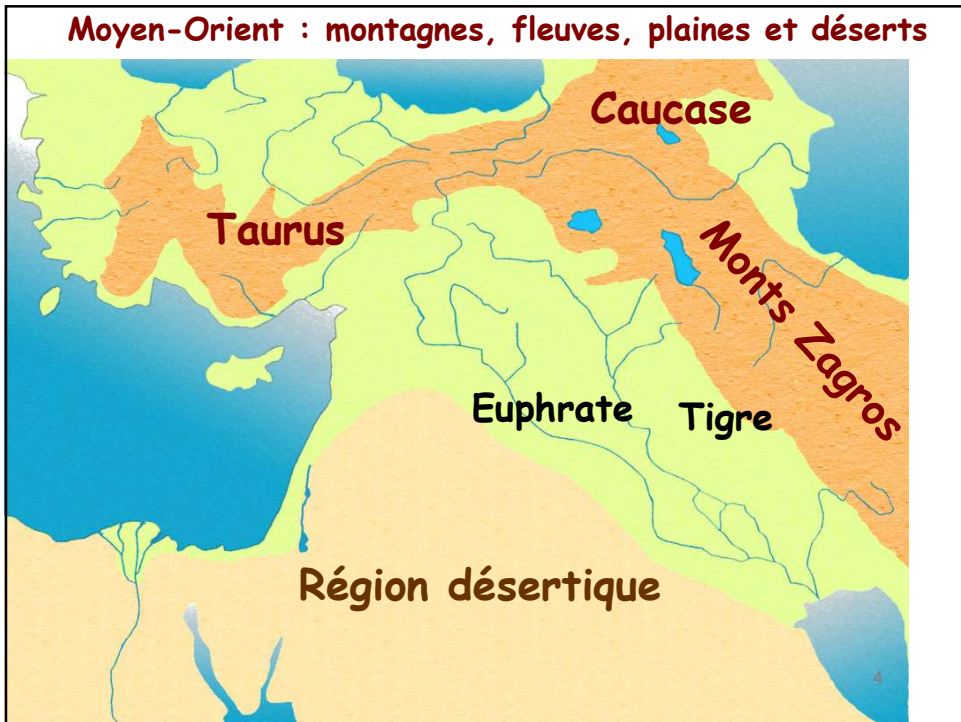 Moyen-Orient : montagnes, fleuves, plaines et déserts
Caucase
Taurus
Monts Zagros
Euphrate
Tigre
Région désertique
4